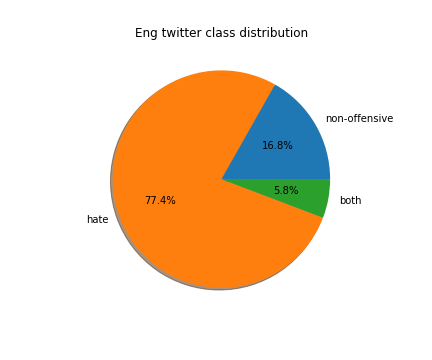 Eng twitter class distribution
non-offensive
16.8%
77.4%
5.8%
hate
both